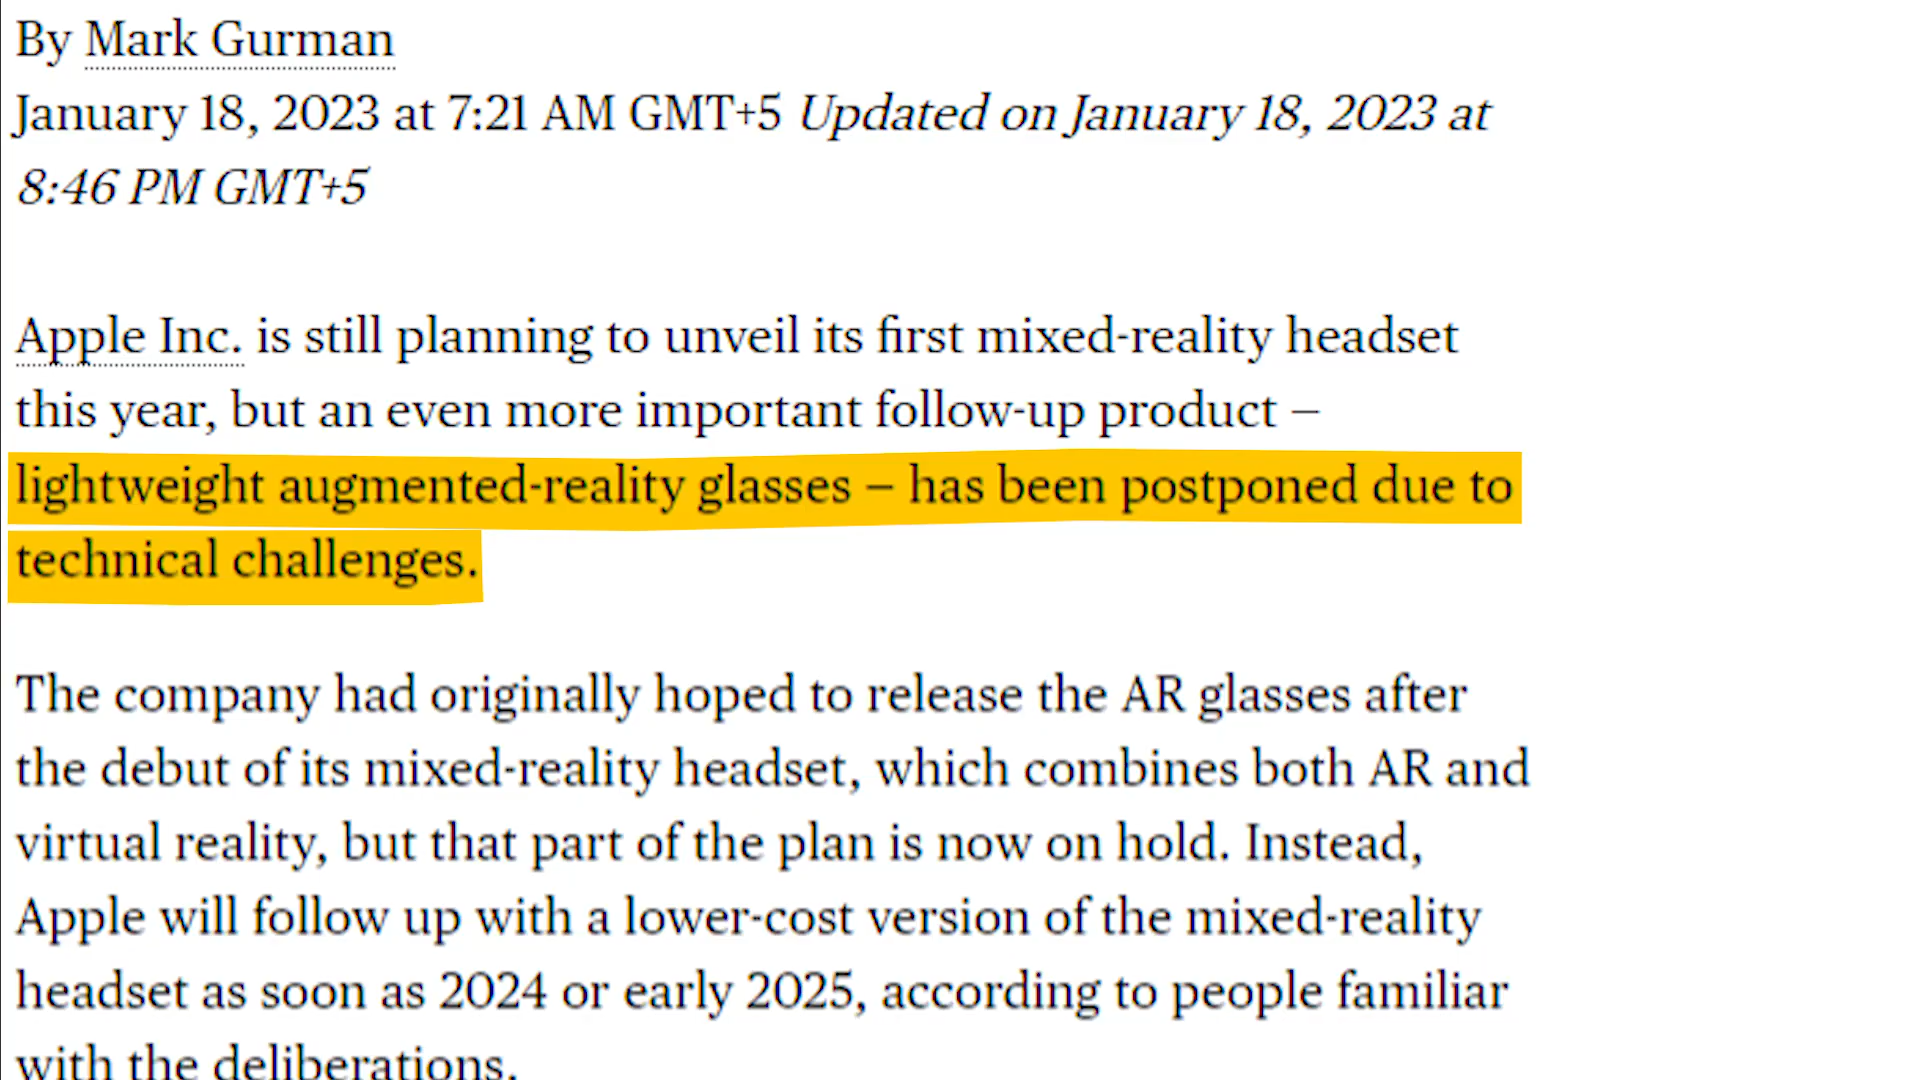 By Mark Gurman
January 18, 2023 at 7:21 AM GMT+5 Updated on January 18, 2023 at
8:46 PM GMT+5
Apple Inc. is still planning to unveil its first mixed-reality headset
this year, but an even more important follow-up product –
lightweight augmented-reality glasses – has been postponed due to
technical challenges.
The company had originally hoped to release the AR glasses after
the debut of its mixed-reality headset, which combines both AR and
virtual reality, but that part of the plan is now on hold. Instead,
Apple will follow up with a lower-cost version of the mixed-reality
headset as soon as 2024 or early 2025, according to people familiar
with the deliberations.